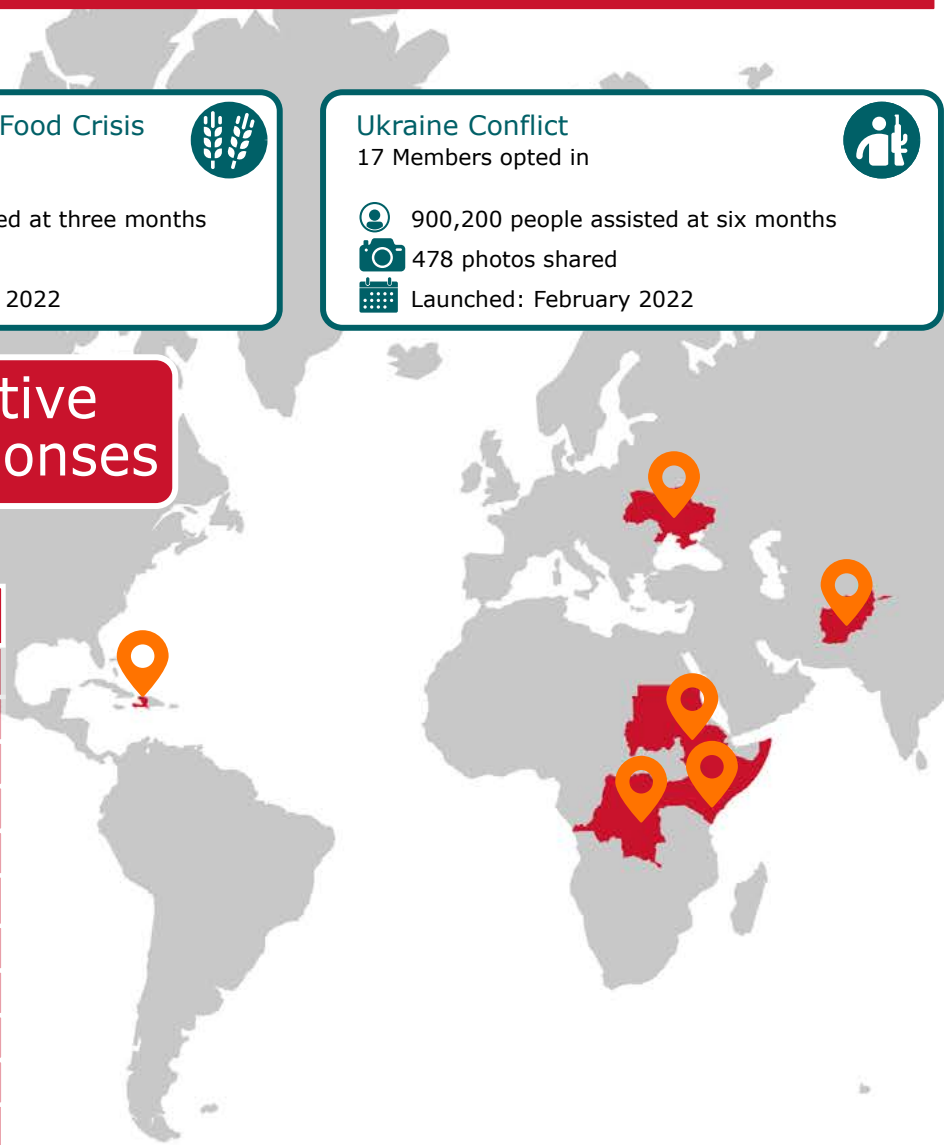 Food Crisis
ed at three months
2022
Ukraine Conflict
17 Members opted in
900,200 people assisted at six months
478 photos shared
Launched: February 2022
tive
onses